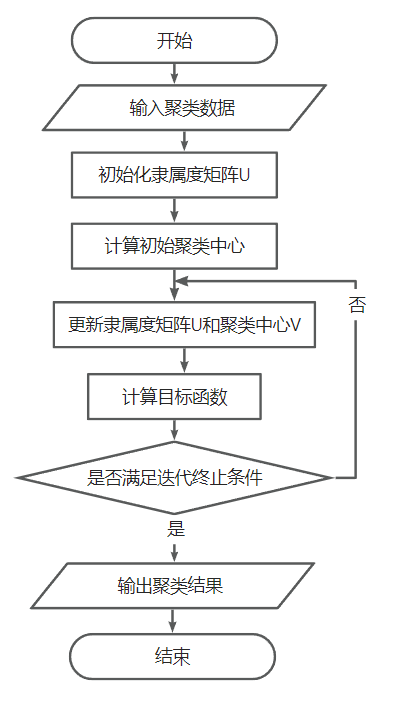 开始
输入聚类数据
初始化隶属度矩阵U
计算初始聚类中心
否
更新隶属度矩阵U和聚类中心V
计算目标函数
是否满足迭代终止条件
是
输出聚类结果
结束